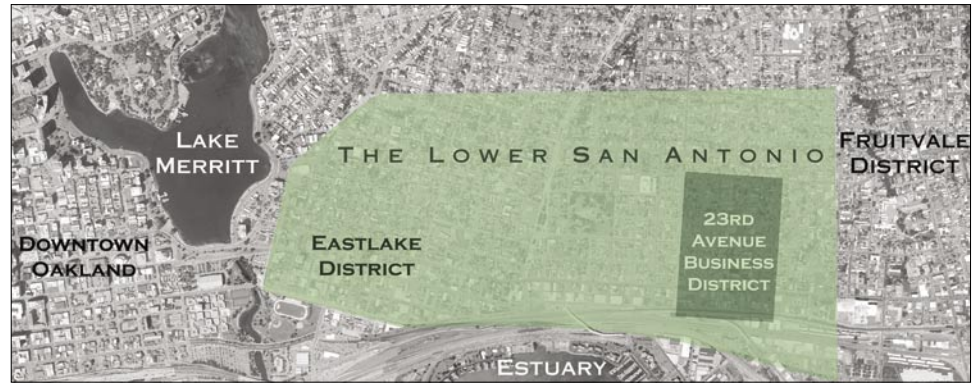 LAKE
MERRITT
THE LOWER SAN ANTONIO
FRUITVALE
DISTRICT
DOWNTOWN
OAKLAND
EASTLAKE
DISTRICT
23RD
AVENUE
BUSINESS
DISTRICT
ESTUARY